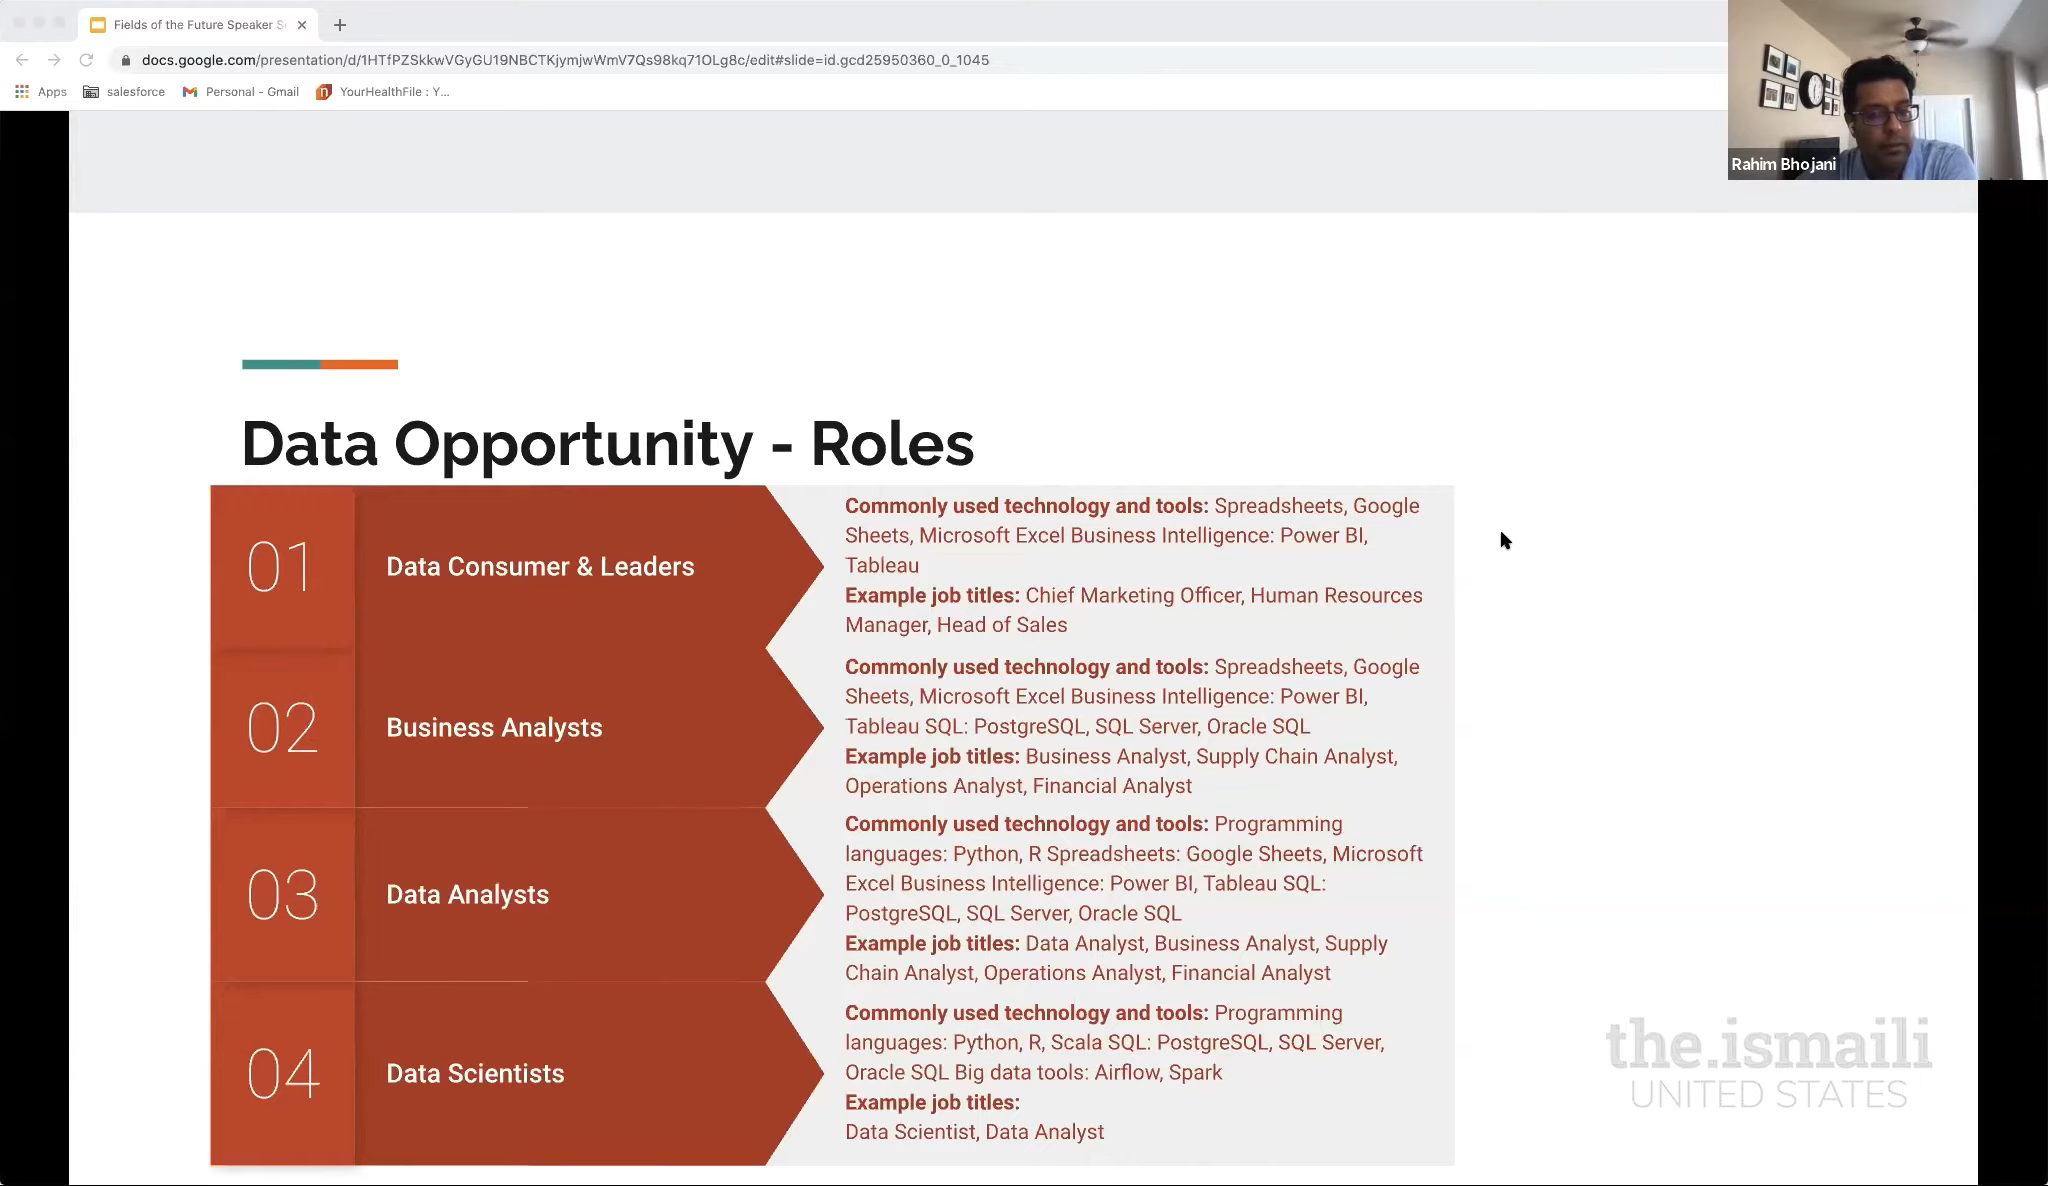 Fields of the Future Speaker S
docs.google.com/presentation/d/1HTfPZSkkwVGyGU19NBCTKjymjwWmV7Qs98kq71OLg8c/edit#slide=id.gcd25950360_0_1045
Apps salesforce Personal - Gmail YourHealthFile : Y...
Rahim Bhojani
Data Opportunity - Roles
01
Data Consumer & Leaders
Commonly used technology and tools: Spreadsheets, Google
Sheets, Microsoft Excel Business Intelligence: Power BI,
Tableau
Example job titles: Chief Marketing Officer, Human Resources
Manager, Head of Sales
02
Business Analysts
Commonly used technology and tools: Spreadsheets, Google
Sheets, Microsoft Excel Business Intelligence: Power BI,
Tableau SQL: PostgreSQL, SQL Server, Oracle SQL
Example job titles: Business Analyst, Supply Chain Analyst,
Operations Analyst, Financial Analyst
03
Data Analysts
Commonly used technology and tools: Programming
languages: Python, R Spreadsheets: Google Sheets, Microsoft
Excel Business Intelligence: Power BI, Tableau SQL:
PostgreSQL, SQL Server, Oracle SQL
Example job titles: Data Analyst, Business Analyst, Supply
Chain Analyst, Operations Analyst, Financial Analyst
04
Data Scientists
Commonly used technology and tools: Programming
languages: Python, R, Scala SQL: PostgreSQL, SQL Server,
Oracle SQL Big data tools: Airflow, Spark
Example job titles:
Data Scientist, Data Analyst
the.ismaili
UNITED STATES